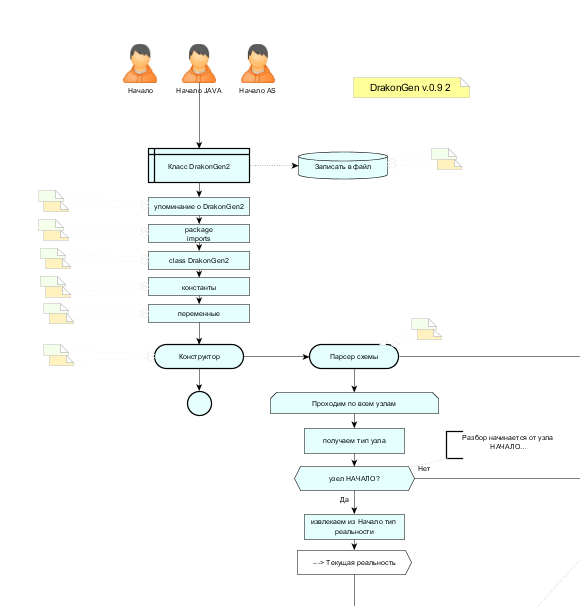 Начало
Начало JAVA
Начало AS
DrakonGen v.0.9 2
Класс DrakonGen2
Записать в файл
упоминание о DrakonGen2
package
imports
class DrakonGen2
константы
переменные
Конструктор
Парсер схемы
Проходим по всем узлам
получаем тип узла
Разбор начинается от узла
НАЧАЛО...
узел НАЧАЛО?
Нет
Да
извлекаем из Начало тип
реальности
---> Текущая реальность